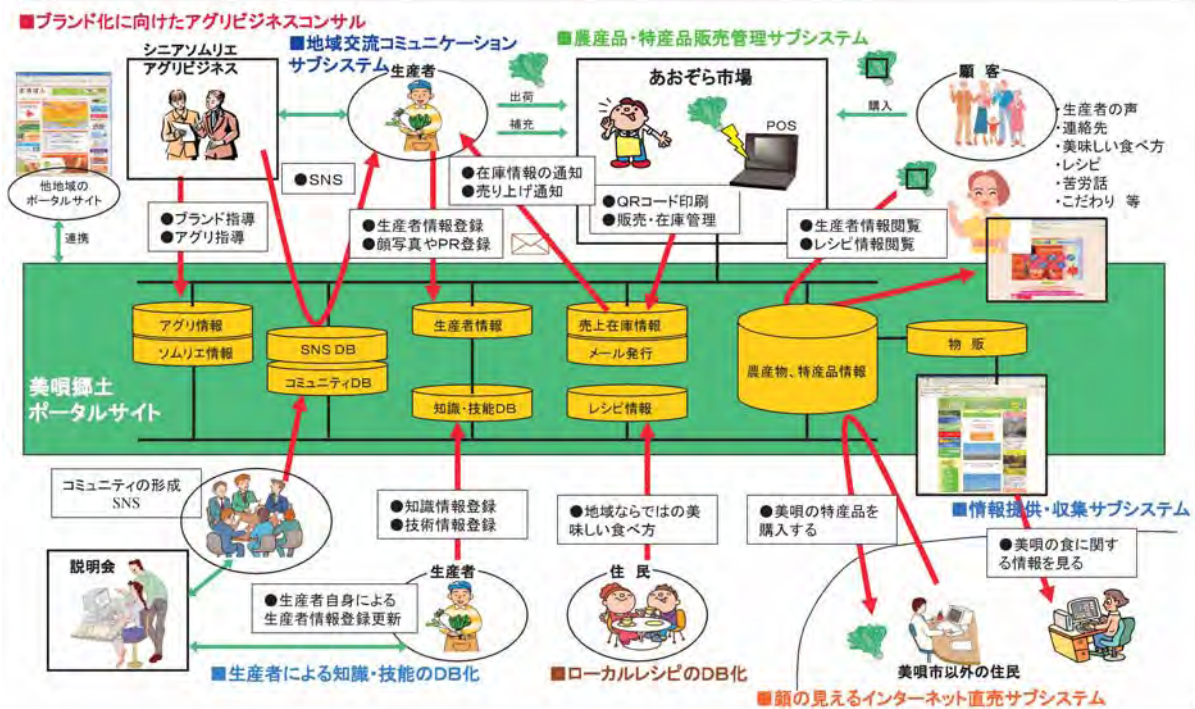 ■ブランド化に向けたアグリビジネスコンサル
シニアソムリエ
アグリビジネス
■地域交流コミュニケーション
サブシステム
生産者
■農産品・特産品販売管理サブシステム
あおぞら市場
POS
出荷
補充
購入
顧 客
・生産者の声
・連絡先
・美味しい食べ方
・レシピ
・苦労話
・こだわり 等
他地域の
ポータルサイト
連携
●ブランド指導
●アグリ指導
●SNS
●生産者情報登録
●顔写真やPR登録
●在庫情報の通知
●売り上げ通知
●QRコード印刷
●販売・在庫管理
●生産者情報閲覧
●レシピ情報閲覧
アグリ情報
ソムリエ情報
SNS DB
コミュニティDB
生産者情報
知識・技能DB
売上在庫情報
メール発行
レシピ情報
農産物、特産品情報
物 販
美唄郷土
ポータルサイト
コミュニティの形成
SNS
●知識情報登録
●技術情報登録
●地域ならではの美
味しい食べ方
●美唄の特産品を
購入する
■情報提供・収集サブシステム
●美唄の食に関す
る情報を見る
説明会
●生産者自身による
生産者情報登録更新
生産者
住 民
美唄市以外の住民
■生産者による知識・技能のDB化
■ローカルレシピのDB化
■顔の見えるインターネット直売サブシステム